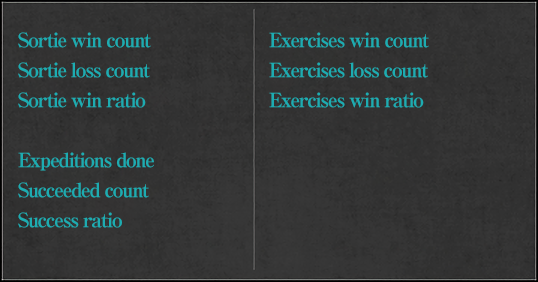 Sortie win count
Sortie loss count
Sortie win ratio
Expeditions done
Succeeded count
Success ratio
Exercises win count
Exercises loss count
Exercises win ratio